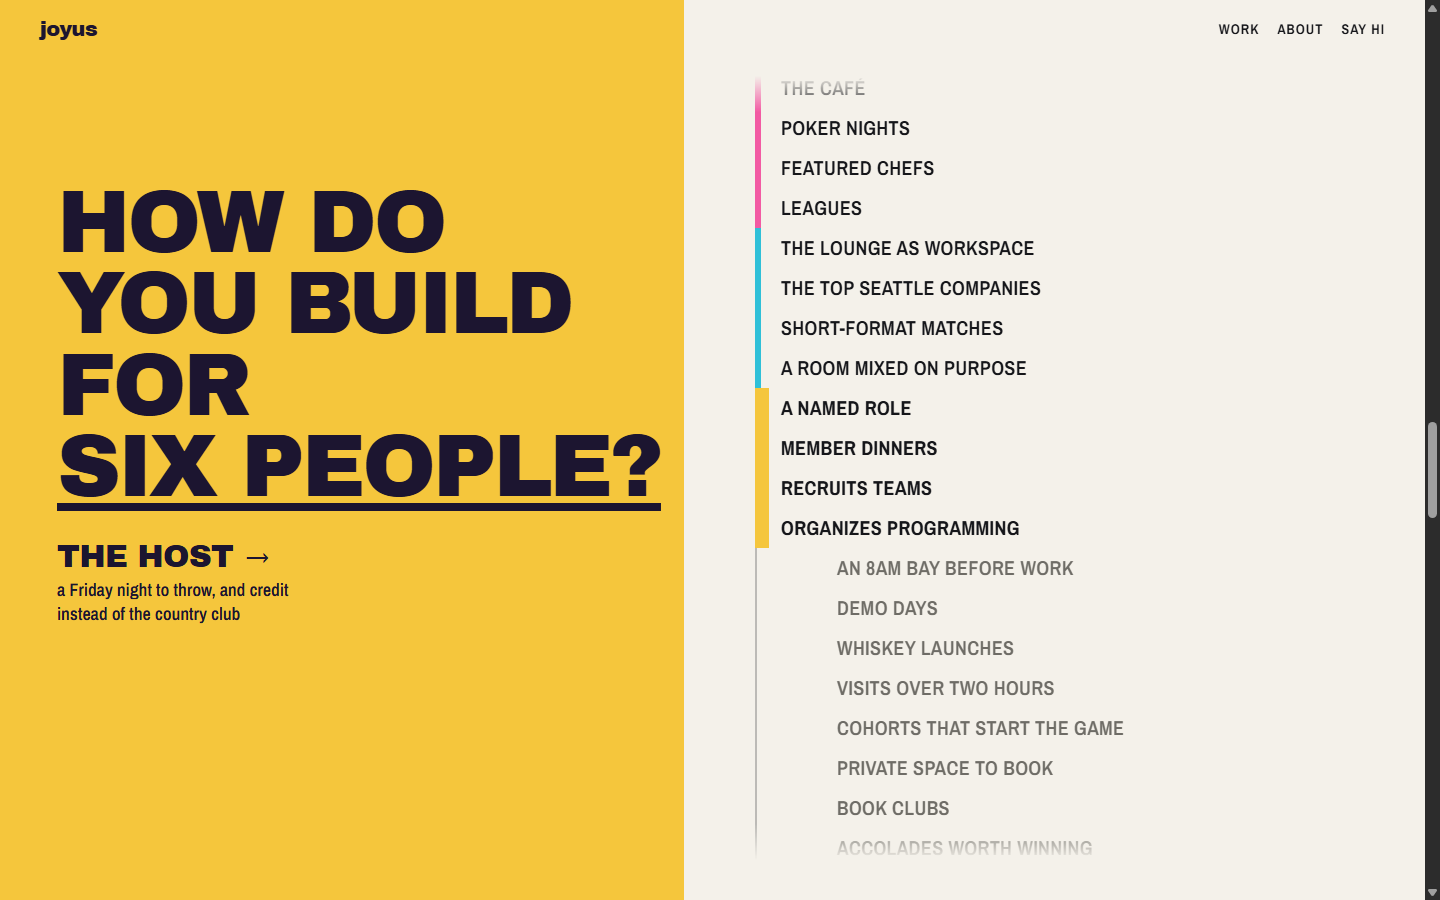 joyus
WORK ABOUT SAY HI
HOW DO
YOU BUILD
FOR
SIX PEOPLE?
THE HOST →
a Friday night to throw, and credit
instead of the country club
THE CAFÉ
POKER NIGHTS
FEATURED CHEFS
LEAGUES
THE LOUNGE AS WORKSPACE
THE TOP SEATTLE COMPANIES
SHORT-FORMAT MATCHES
A ROOM MIXED ON PURPOSE
A NAMED ROLE
MEMBER DINNERS
RECRUITS TEAMS
ORGANIZES PROGRAMMING
AN 8AM BAY BEFORE WORK
DEMO DAYS
WHISKEY LAUNCHES
VISITS OVER TWO HOURS
COHORTS THAT START THE GAME
PRIVATE SPACE TO BOOK
BOOK CLUBS
ACCOLADES WORTH WINNING